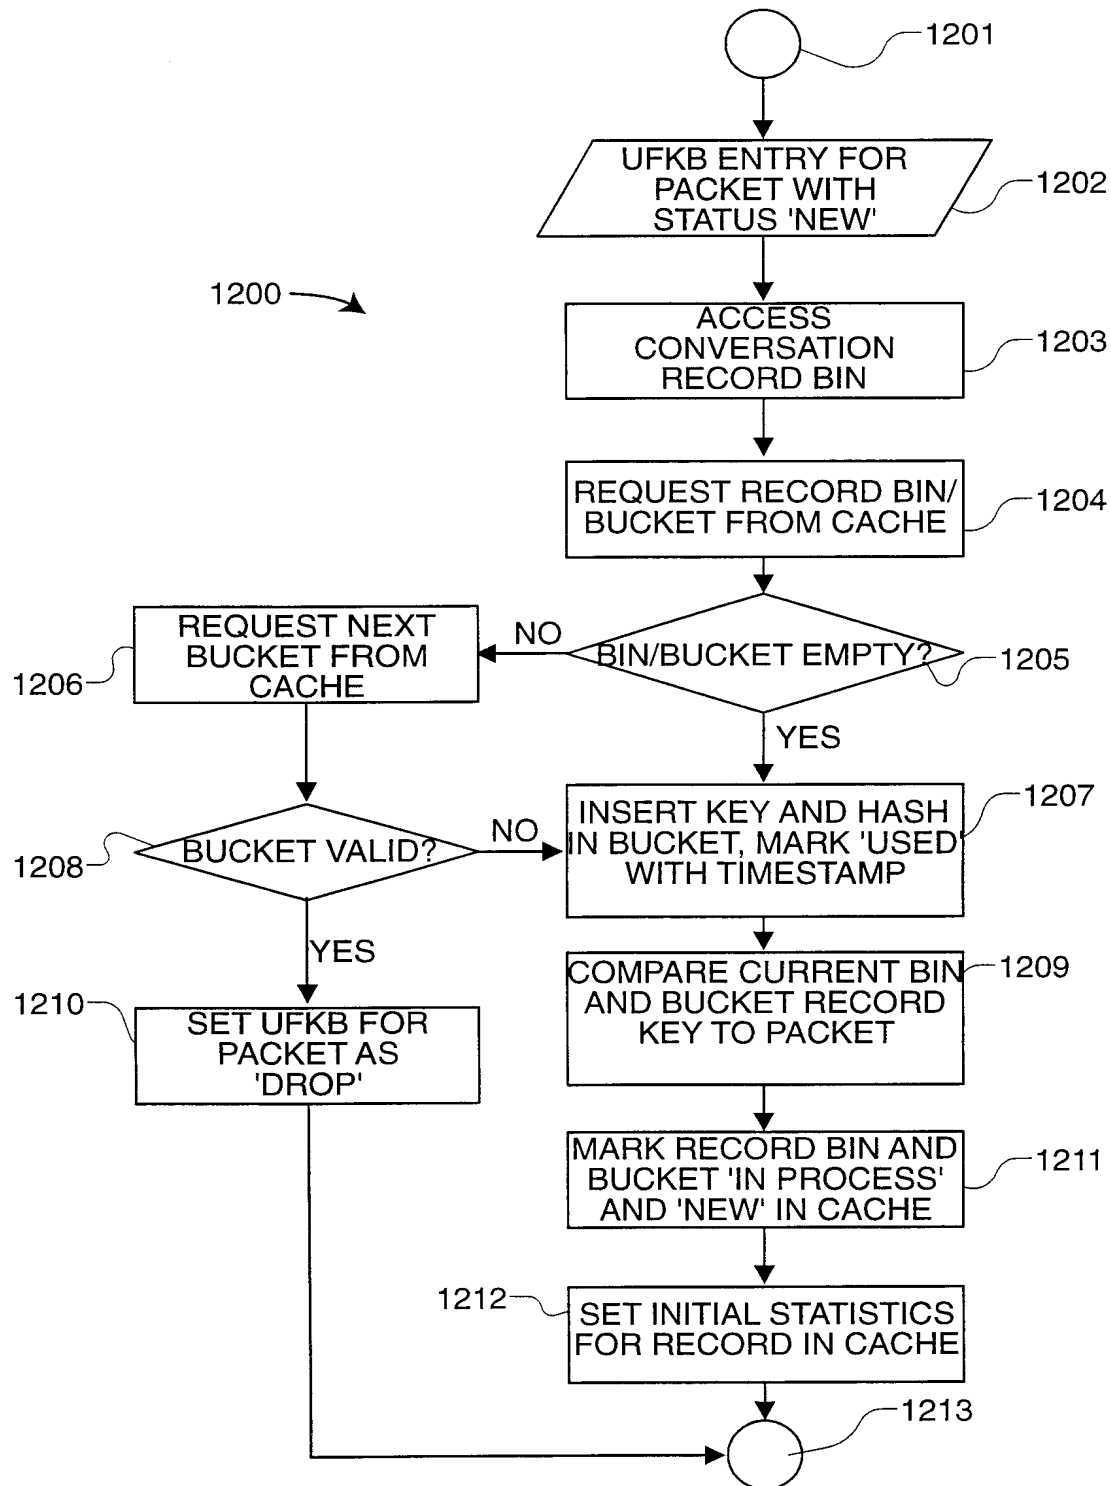 1201
UFKB ENTRY FOR
PACKET WITH
STATUS 'NEW'
1202
1200
ACCESS
CONVERSATION
RECORD BIN
1203
REQUEST RECORD BIN/
BUCKET FROM CACHE
1204
REQUEST NEXT
BUCKET FROM
CACHE
1206
NO
BIN/BUCKET EMPTY?
1205
YES
INSERT KEY AND HASH
IN BUCKET, MARK 'USED'
WITH TIMESTAMP
1207
BUCKET VALID?
1208
NO
YES
COMPARE CURRENT BIN
AND BUCKET RECORD
KEY TO PACKET
1209
1210
SET UFKB FOR
PACKET AS
'DROP'
MARK RECORD BIN AND
BUCKET 'IN PROCESS'
AND 'NEW' IN CACHE
1211
1212
SET INITIAL STATISTICS
FOR RECORD IN CACHE
1213